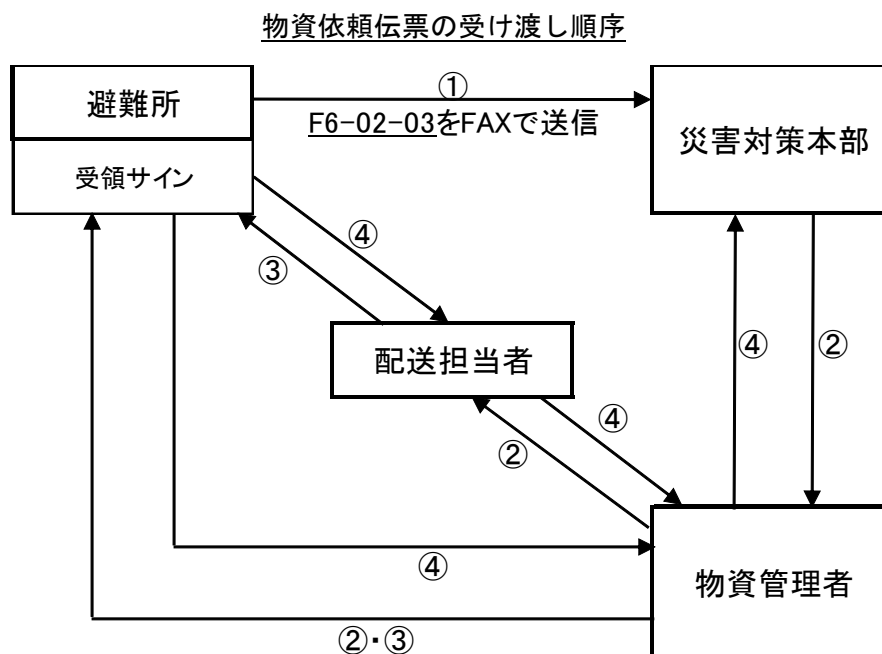 物資依頼伝票の受け渡し順序
避難所
①
F6-02-03をFAXで送信
災害対策本部
受領サイン
④
③
配送担当者
④
②
④
②
④
物資管理者
②・③